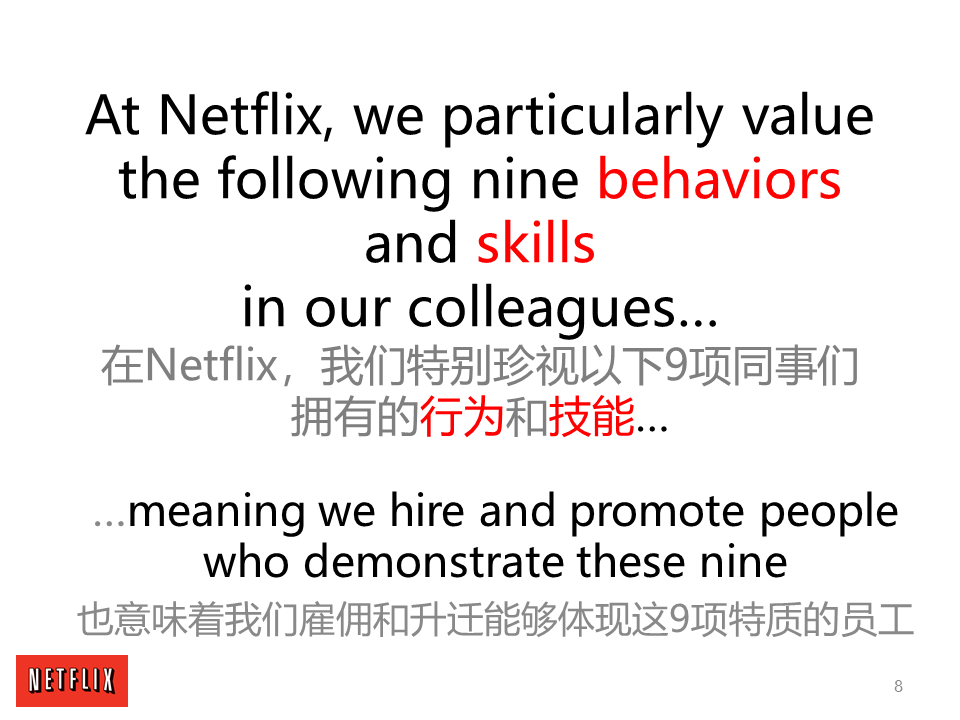 At Netflix, we particularly value
the following nine behaviors
and skills
in our colleagues…
在Netflix，我们特别珍视以下9项同事们
拥有的行为和技能…
…meaning we hire and promote people
who demonstrate these nine
也意味着我们雇佣和升迁能够体现这9项特质的员工
NETFLIX
8